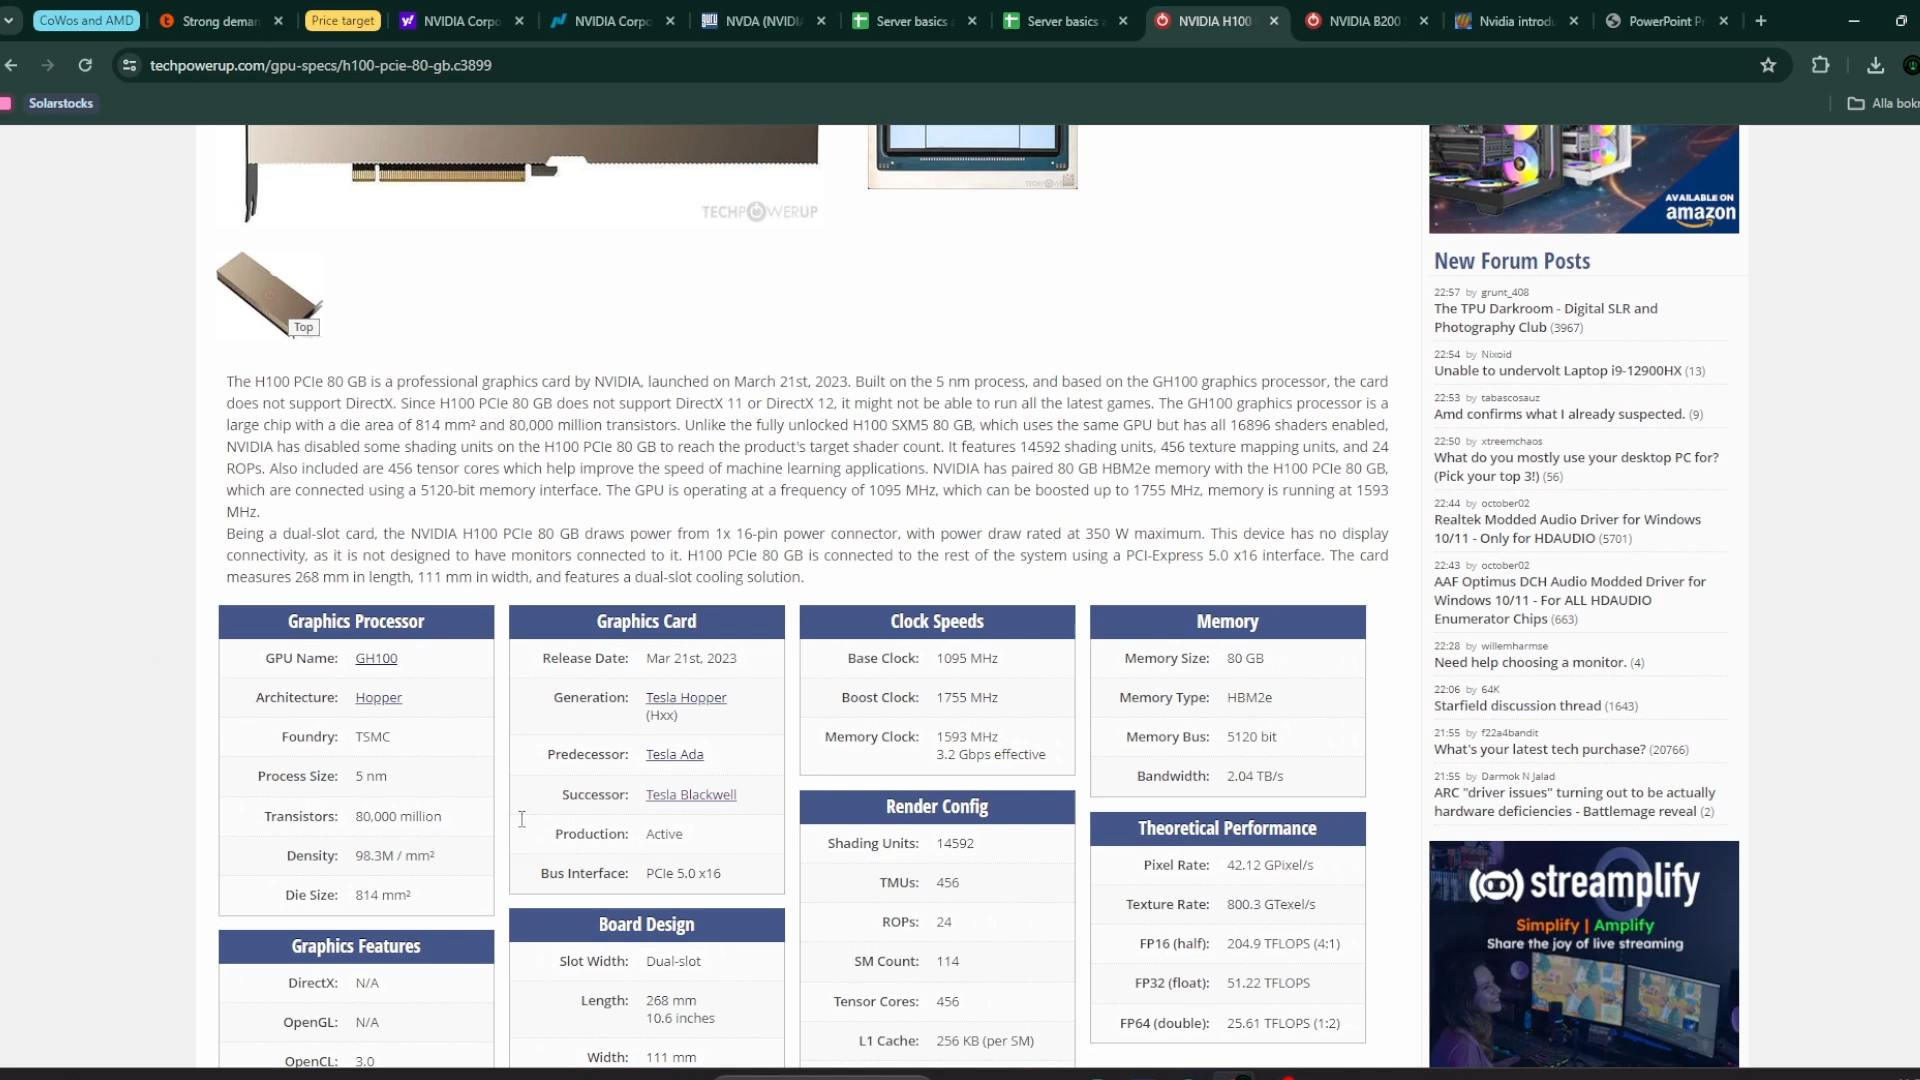 CoWos and AMD
Strong deman
Price target
NVIDIA Corpo
NVIDIA Corpo
NVDA (NVIDI
Server basics
Server basics
NVIDIA H100
NVIDIA B200
Nvidia introdu
PowerPoint P
techpowerup.com/gpu-specs/h100-pcie-80-gb.c3899
Solarstocks
Alla bok
TECHPOWERUP
AVAILABLE ON
amazon
Top
The H100 PCIe 80 GB is a professional graphics card by NVIDIA, launched on March 21st, 2023. Built on the 5 nm process, and based on the GH100 graphics processor, the card
does not support DirectX. Since H100 PCIe 80 GB does not support DirectX 11 or DirectX 12, it might not be able to run all the latest games. The GH100 graphics processor is a
large chip with a die area of 814 mm² and 80,000 million transistors. Unlike the fully unlocked H100 SXM5 80 GB, which uses the same GPU but has all 16896 shaders enabled,
NVIDIA has disabled some shading units on the H100 PCIe 80 GB to reach the product's target shader count. It features 14592 shading units, 456 texture mapping units, and 24
ROPs. Also included are 456 tensor cores which help improve the speed of machine learning applications. NVIDIA has paired 80 GB HBM2e memory with the H100 PCIe 80 GB,
which are connected using a 5120-bit memory interface. The GPU is operating at a frequency of 1095 MHz, which can be boosted up to 1755 MHz, memory is running at 1593
MHz.
Being a dual-slot card, the NVIDIA H100 PCIe 80 GB draws power from 1x 16-pin power connector, with power draw rated at 350 W maximum. This device has no display
connectivity, as it is not designed to have monitors connected to it. H100 PCIe 80 GB is connected to the rest of the system using a PCI-Express 5.0 x16 interface. The card
measures 268 mm in length, 111 mm in width, and features a dual-slot cooling solution.
Graphics Processor
GPU Name: GH100
Architecture: Hopper
Foundry: TSMC
Process Size: 5 nm
Transistors: 80,000 million
Density: 98.3M / mm²
Die Size: 814 mm²
Graphics Features
DirectX: N/A
OpenGL: N/A
OpenCL: 3.0
Graphics Card
Release Date: Mar 21st, 2023
Generation: Tesla Hopper
(Hxx)
Predecessor: Tesla Ada
Successor: Tesla Blackwell
Production: Active
Bus Interface: PCIe 5.0 x16
Board Design
Slot Width: Dual-slot
Length: 268 mm
10.6 inches
Width: 111 mm
Clock Speeds
Base Clock: 1095 MHz
Boost Clock: 1755 MHz
Memory Clock: 1593 MHz
3.2 Gbps effective
Render Config
Shading Units: 14592
TMUs: 456
ROPs: 24
SM Count: 114
Tensor Cores: 456
L1 Cache: 256 KB (per SM)
Memory
Memory Size: 80 GB
Memory Type: HBM2e
Memory Bus: 5120 bit
Bandwidth: 2.04 TB/s
Theoretical Performance
Pixel Rate: 42.12 GPixel/s
Texture Rate: 800.3 GTexel/s
FP16 (half): 204.9 TFLOPS (4:1)
FP32 (float): 51.22 TFLOPS
FP64 (double): 25.61 TFLOPS (1:2)
New Forum Posts
22:57 by grunt_408
The TPU Darkroom - Digital SLR and
Photography Club (3967)
22:54 by Nixoid
Unable to undervolt Laptop i9-12900HX (13)
22:53 by tabascosauz
Amd confirms what I already suspected. (9)
22:50 by xtreemchaos
What do you mostly use your desktop PC for?
(Pick your top 3!) (56)
22:44 by october02
Realtek Modded Audio Driver for Windows
10/11 - Only for HDAUDIO (5701)
22:43 by october02
AAF Optimus DCH Audio Modded Driver for
Windows 10/11 - For ALL HDAUDIO
Enumerator Chips (663)
22:28 by willemharmse
Need help choosing a monitor. (4)
22:06 by 64K
Starfield discussion thread (1643)
21:55 by f22a4bandit
What's your latest tech purchase? (20766)
21:55 by Darmok N Jalad
ARC "driver issues" turning out to be actually
hardware deficiencies - Battlemage reveal (2)
streamplify
Simplify | Amplify
Share the joy of live streaming